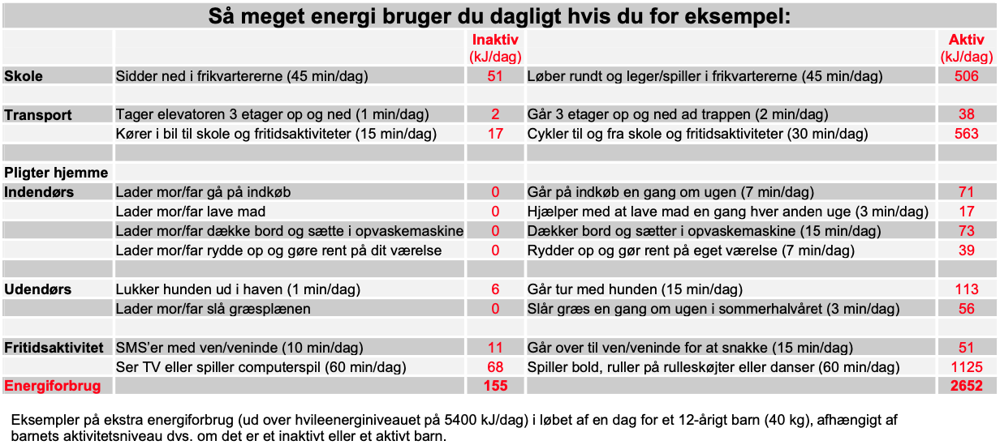 Så meget energi bruger du dagligt hvis du for eksempel:
Inaktiv (kJ/dag) Aktiv (kJ/dag)
Skole Sidder ned i frikvartererne (45 min/dag) 51 Løber rundt og leger/spiller i frikvartererne (45 min/dag) 506
Transport Tager elevatoren 3 etager op og ned (1 min/dag) 2 Går 3 etager op og ned ad trappen (2 min/dag) 38
Kører i bil til skole og fritidsaktiviteter (15 min/dag) 17 Cykler til og fra skole og fritidsaktiviteter (30 min/dag) 563
Pligter hjemme
Indendørs Lader mor/far gå på indkøb 0 Går på indkøb en gang om ugen (7 min/dag) 71
Lader mor/far lave mad 0 Hjælper med at lave mad en gang hver anden uge (3 min/dag) 17
Lader mor/far dække bord og sætte i opvaskemaskine 0 Dækker bord og sætter i opvaskemaskine (15 min/dag) 73
Lader mor/far rydde op og gøre rent på dit værelse 0 Rydder op og gør rent på eget værelse (7 min/dag) 39
Udendørs Lukker hunden ud i haven (1 min/dag) 6 Går tur med hunden (15 min/dag) 113
Lader mor/far slå græsplænen 0 Slår græs en gang om ugen i sommerhalvåret (3 min/dag) 56
Fritidsaktivitet SMS’er med ven/veninde (10 min/dag) 11 Går over til ven/veninde for at snakke (15 min/dag) 51
Ser TV eller spiller computerspil (60 min/dag) 68 Spiller bold, ruller på rulleskøjter eller danser (60 min/dag) 1125
Energiforbrug 155 2652
Eksempler på ekstra energiforbrug (ud over hvileenerginiveauet på 5400 kJ/dag) i løbet af en dag for et 12-årigt barn (40 kg), afhængigt af
barnets aktivitetsniveau dvs. om det er et inaktivt eller et aktivt barn.